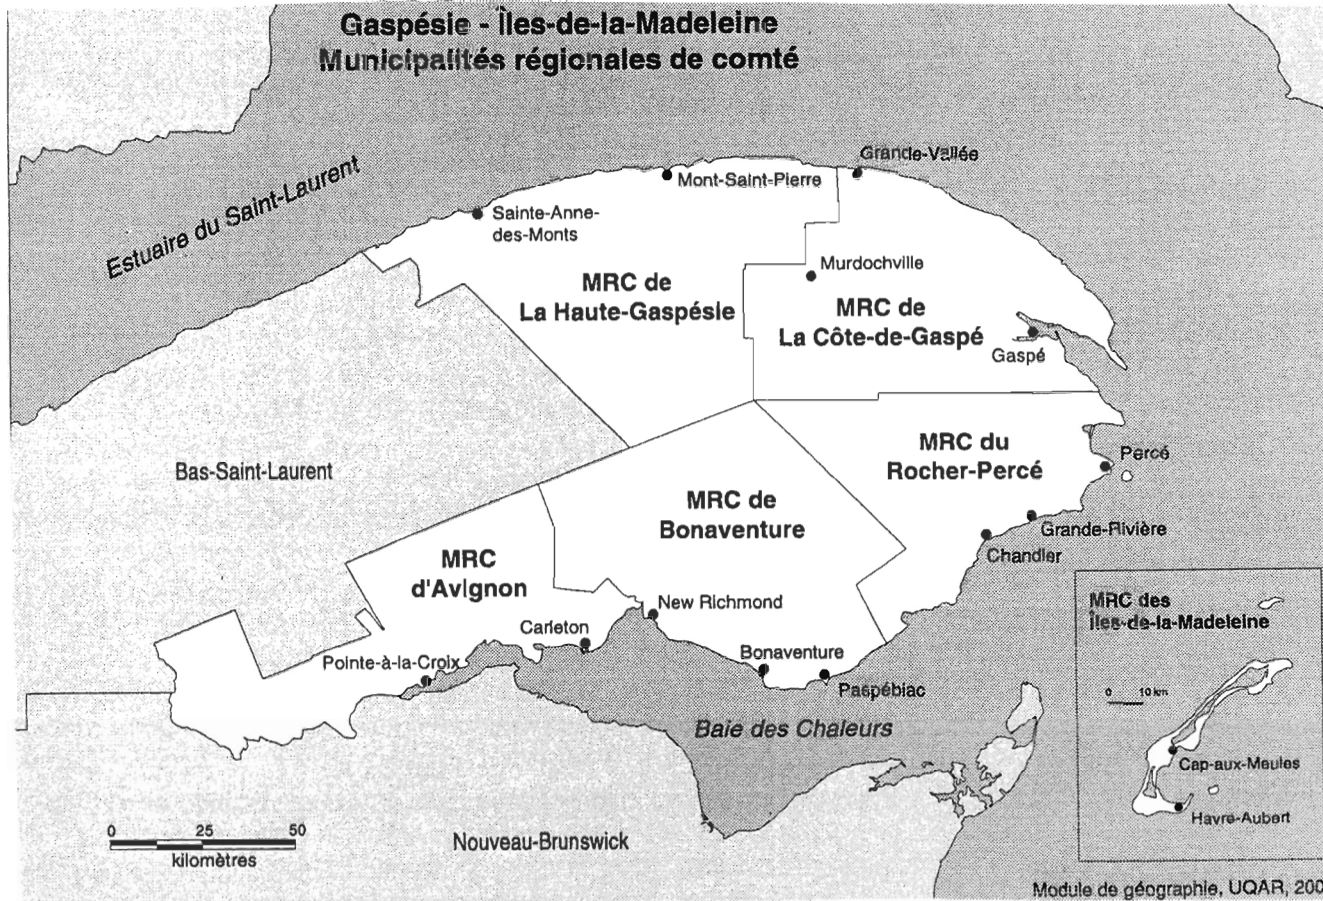 Gaspésie - Îles-de-la-Madeleine
Municipalités régionales de comté
Estuaire du Saint-Laurent
Grande-Vallée
Mont-Saint-Pierre
Sainte-Anne-
des-Monts
Murdochville
MRC de
La Haute-Gaspésie
MRC de
La Côte-de-Gaspé
Gaspé
Bas-Saint-Laurent
MRC du
Rocher-Percé
Percé
MRC de
Bonaventure
Grande-Rivière
Chandler
MRC
d'Avignon
New Richmond
Carleton
Bonaventure
Pointe-à-la-Croix
Paspébiac
Baie des Chaleurs
MRC des
Îles-de-la-Madeleine
0 10 km
Cap-aux-Meules
Havre-Aubert
0 25 50
kilomètres
Nouveau-Brunswick
Module de géographie, UQAR, 200